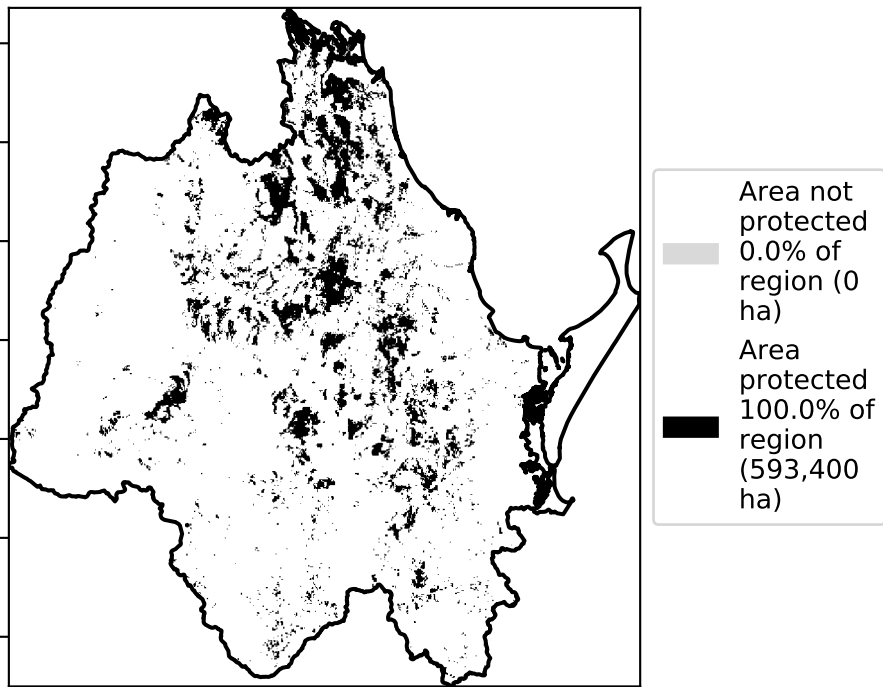 Area not
protected
0.0% of
region (0
ha)
Area
protected
100.0% of
region
(593,400
ha)